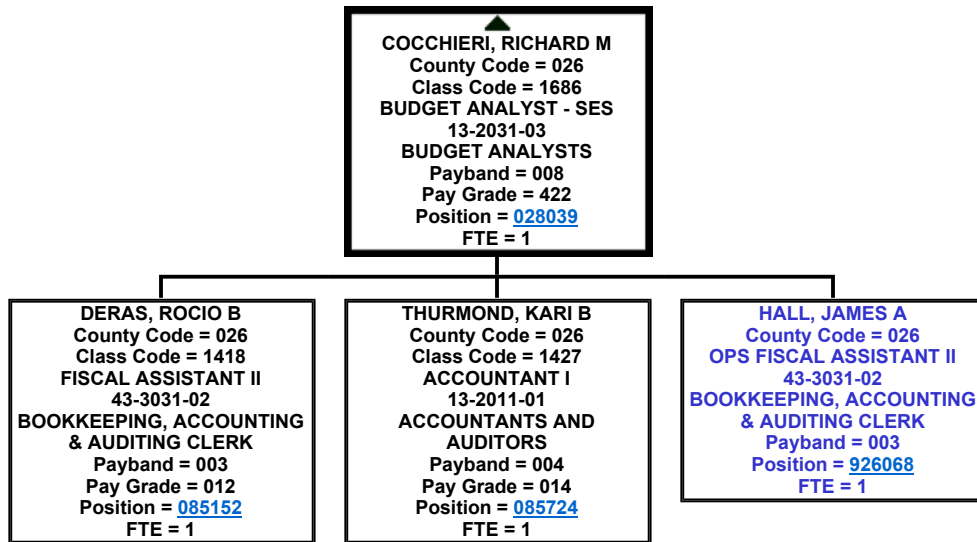 COCCHIERI, RICHARD M
County Code = 026
Class Code = 1686
BUDGET ANALYST - SES
13-2031-03
BUDGET ANALYSTS
Payband = 008
Pay Grade = 422
Position = 028039
FTE = 1
DERAS, ROCIO B
County Code = 026
Class Code = 1418
FISCAL ASSISTANT II
43-3031-02
BOOKKEEPING, ACCOUNTING
& AUDITING CLERK
Payband = 003
Pay Grade = 012
Position = 085152
FTE = 1
THURMOND, KARI B
County Code = 026
Class Code = 1427
ACCOUNTANT I
13-2011-01
ACCOUNTANTS AND
AUDITORS
Payband = 004
Pay Grade = 014
Position = 085724
FTE = 1
HALL, JAMES A
County Code = 026
OPS FISCAL ASSISTANT II
43-3031-02
BOOKKEEPING, ACCOUNTING
& AUDITING CLERK
Payband = 003
Position = 926068
FTE = 1